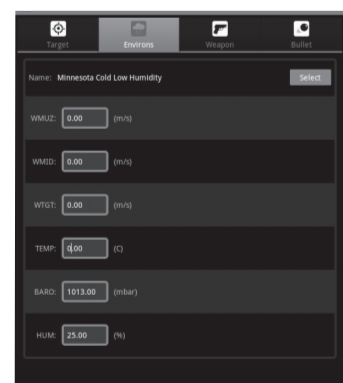 Target Environs Weapon Bullet
Name: Minnesota Cold Low Humidity Select
WMUZ: 0.00 (m/s)
WMID: 0.00 (m/s)
WTGT: 0.00 (m/s)
TEMP: 0.00 (C)
BARO: 1013.00 (mbar)
HUM: 25.00 (%)